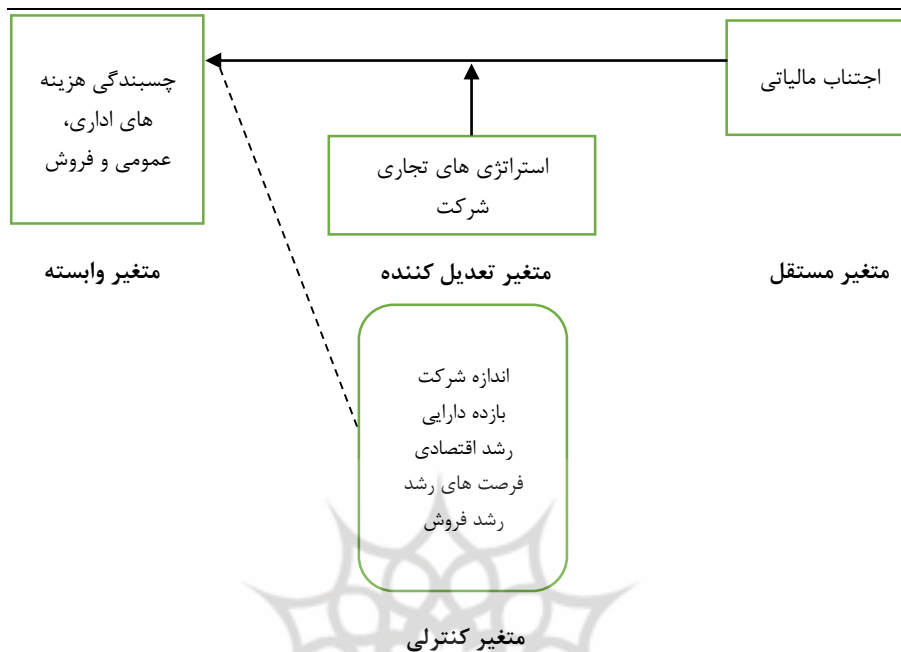 اجتناب مالیاتی
چسبندگی هزینه
های اداری،
عمومی و فروش
استراتژی های تجاری
شرکت
متغیر مستقل
متغیر تعدیل کننده
متغیر وابسته
اندازه شرکت
بازده دارایی
رشد اقتصادی
فرصت های رشد
رشد فروش
متغیر کنترلی